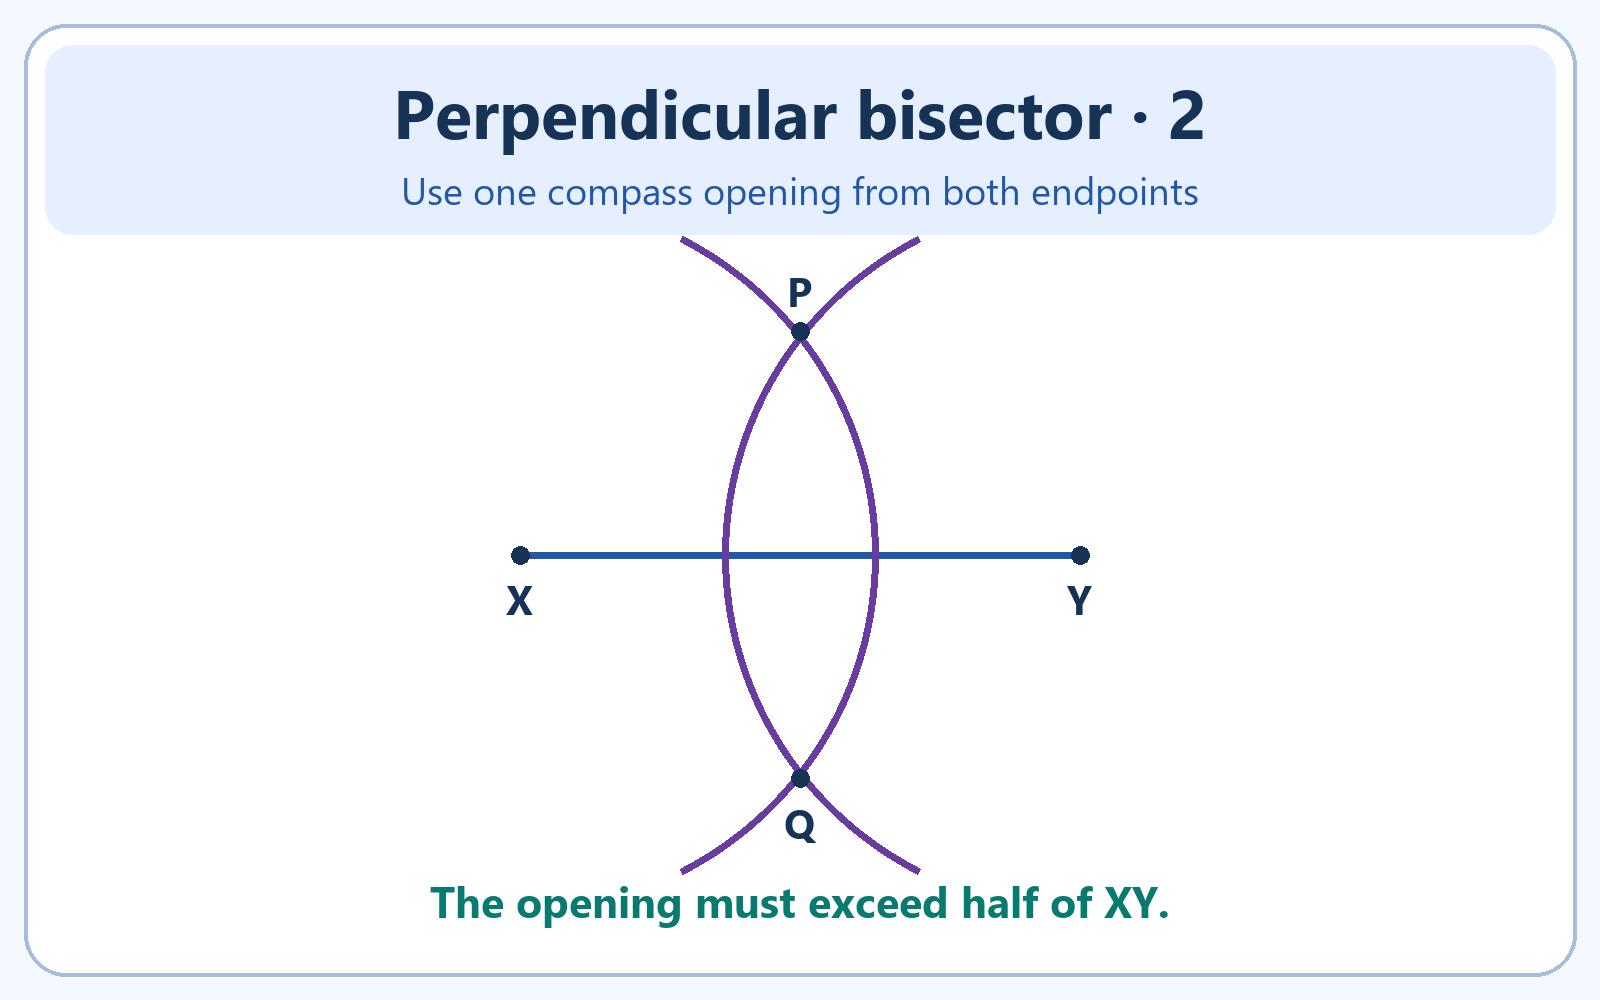 Perpendicular bisector · 2
Use one compass opening from both endpoints
P
X
Y
Q
The opening must exceed half of XY.